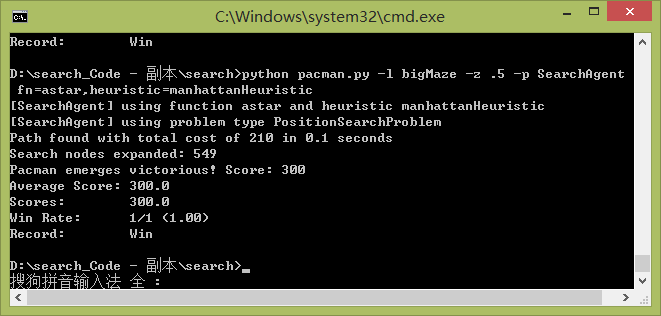 C:\Windows\system32\cmd.exe
Record: Win
D:\search_Code - 副本\search>python pacman.py -l bigMaze -z .5 -p SearchAgent
fn=astar,heuristic=manhattanHeuristic
[SearchAgent] using function astar and heuristic manhattanHeuristic
[SearchAgent] using problem type PositionSearchProblem
Path found with total cost of 210 in 0.1 seconds
Search nodes expanded: 549
Pacman emerges victorious! Score: 300
Average Score: 300.0
Scores: 300.0
Win Rate: 1/1 (1.00)
Record: Win
D:\search_Code - 副本\search>
搜狗拼音输入法 全 :